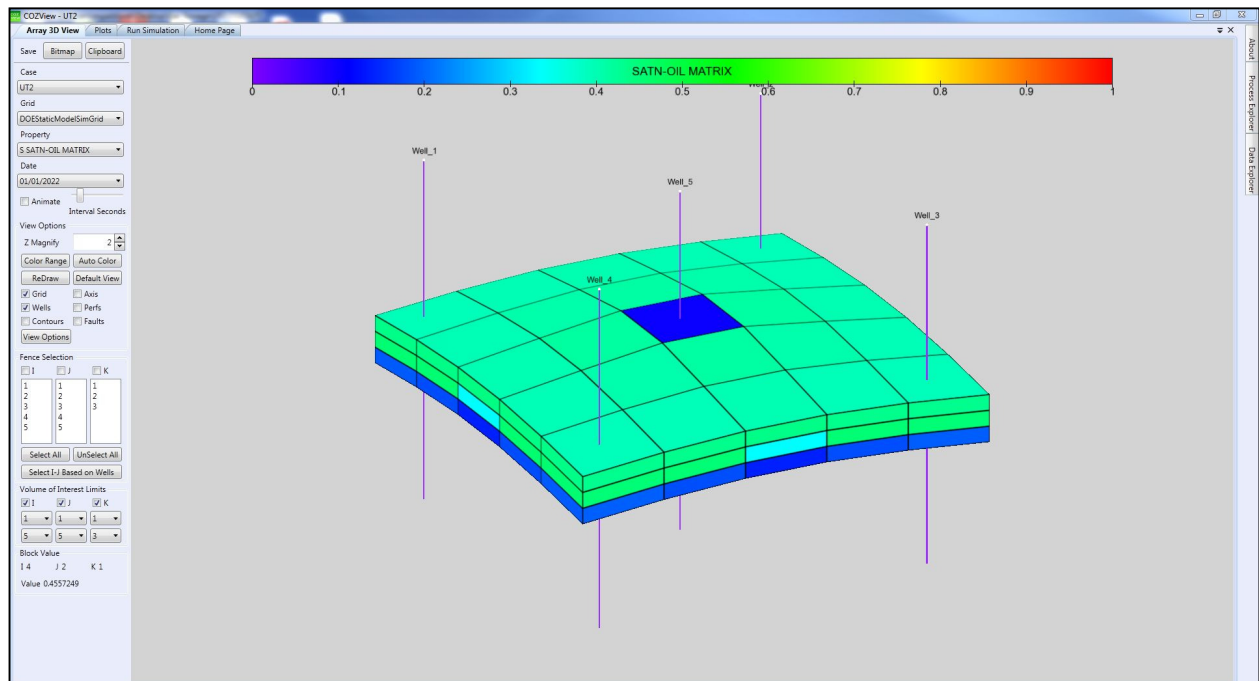 COZView - UT2
Array 3D View Plots Run Simulation Home Page
Save Bitmap Clipboard
Case
UT2
Grid
DOEStaticModelSimGrid
Property
S SATN-OIL MATRIX
Date
01/01/2022
Animate
Interval Seconds
View Options
Z Magnify 2
Color Range Auto Color
ReDraw Default View
Grid Axis
Wells Perfs
Contours Faults
View Options
Fence Selection
I J K
1 1 1
2 2 2
3 3 3
4 4
5 5
Select All UnSelect All
Select I-J Based on Wells
Volume of Interest Limits
I J K
1 1 1
5 5 3
Block Value
I 4 J 2 K 1
Value 0.4557249
SATN-OIL MATRIX
0 0.1 0.2 0.3 0.4 0.5 0.6 0.7 0.8 0.9 1
Well_1
Well_5
Well_3
Well_4
About
Process Explorer
Data Explorer